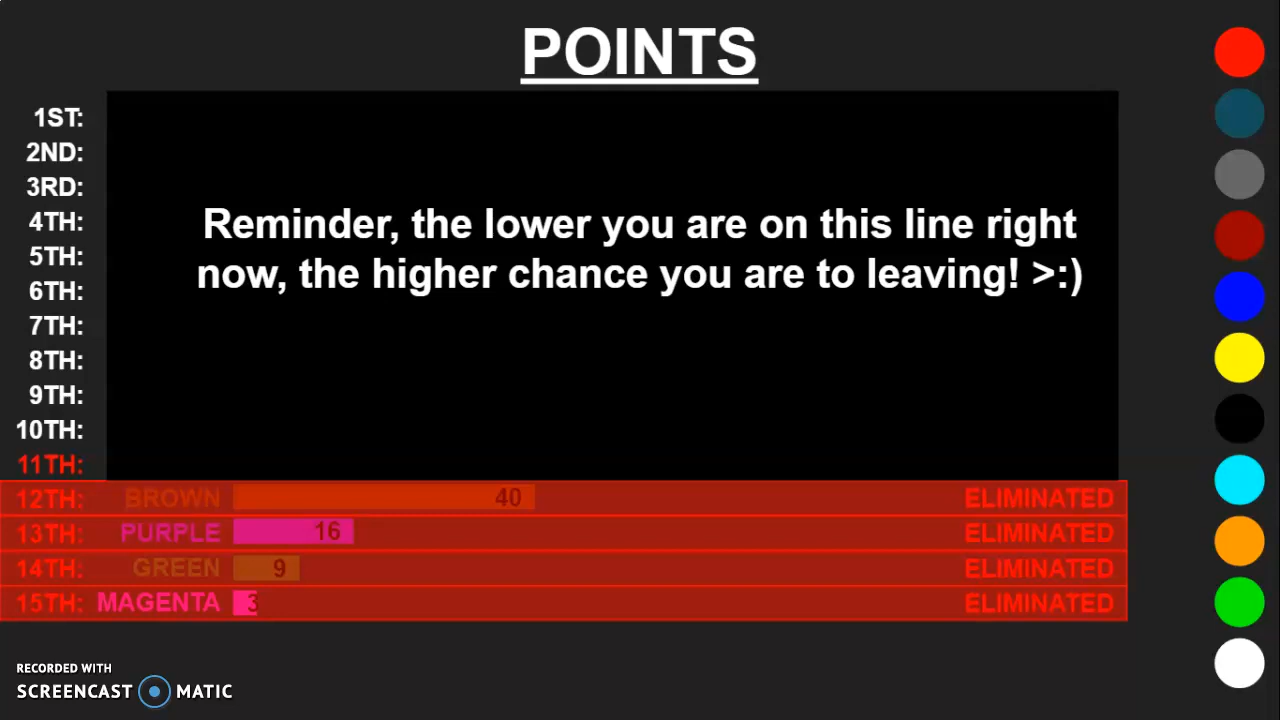 POINTS
1ST:
2ND:
3RD:
4TH:
5TH:
6TH:
7TH:
8TH:
9TH:
10TH:
11TH:
Reminder, the lower you are on this line right
now, the higher chance you are to leaving! >:)
12TH: BROWN 40 ELIMINATED
13TH: PURPLE 16 ELIMINATED
14TH: GREEN 9 ELIMINATED
15TH: MAGENTA 3 ELIMINATED
RECORDED WITH
SCREENCAST MATIC